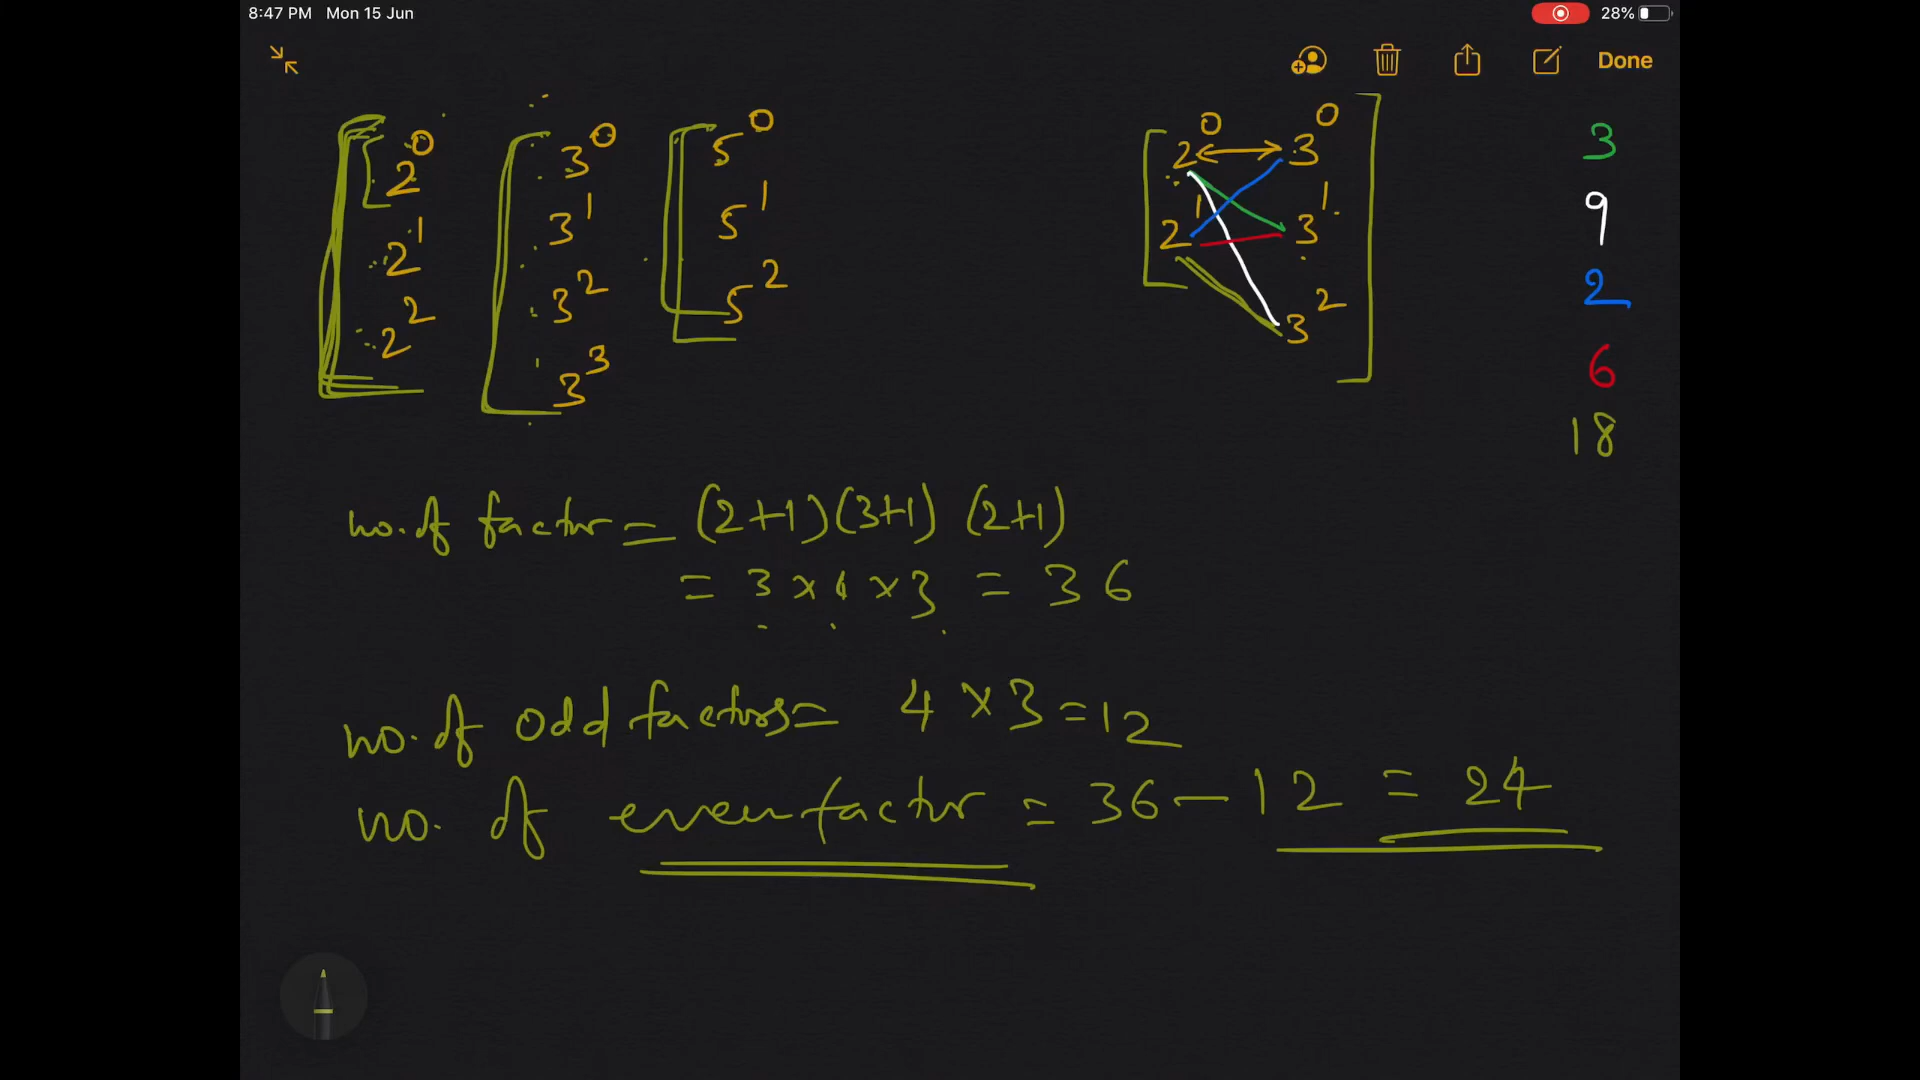 8:47 PM Mon 15 Jun 28%
Done
2^0 3^0 5^0
2^1 3^1 5^1
2^2 3^2 5^2
3^3
2^0 3^0
2^1 3^1
3^2
3
9
2
6
18
no. of factor = (2+1)(3+1) (2+1)
= 3 × 4 × 3 = 36
no. of odd factors = 4 × 3 = 12
no. of even factor = 36 - 12 = 24